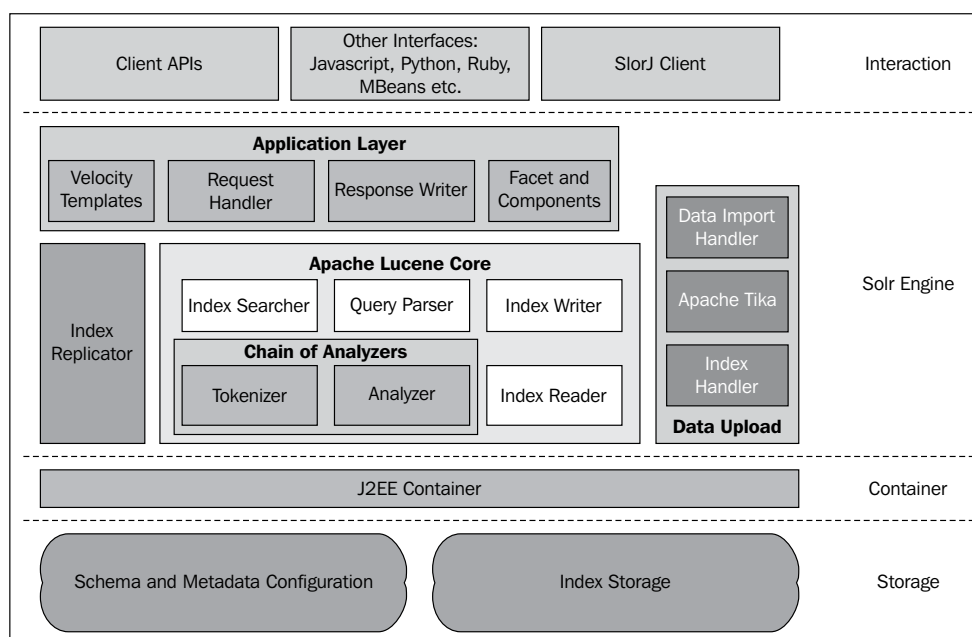 Client APIs
Other Interfaces:
Javascript, Python, Ruby,
MBeans etc.
SlorJ Client
Interaction
Application Layer
Velocity
Templates
Request
Handler
Response Writer
Facet and
Components
Data Import
Handler
Apache Tika
Index
Handler
Data Upload
Solr Engine
Index
Replicator
Apache Lucene Core
Index Searcher
Query Parser
Index Writer
Chain of Analyzers
Tokenizer
Analyzer
Index Reader
J2EE Container
Container
Schema and Metadata Configuration
Index Storage
Storage